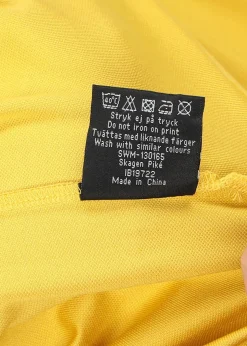 40°C
Stryk ej på tryck
Do not iron on print
Tvättas med liknande färger
Wash with similar colours
SWM-130165
Skagen Piké
IB19722
Made in China